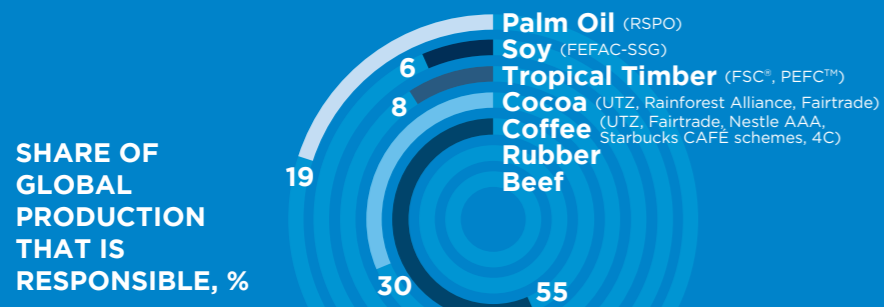 Palm Oil (RSPO)
Soy (FEFAC-SSG)
6
Tropical Timber (FSC®, PEFC™)
8
Cocoa (UTZ, Rainforest Alliance, Fairtrade)
Coffee (UTZ, Fairtrade, Nestle AAA,
Starbucks CAFÉ schemes, 4C)
Rubber
Beef
SHARE OF
GLOBAL
PRODUCTION
THAT IS
RESPONSIBLE, %
19
30
55